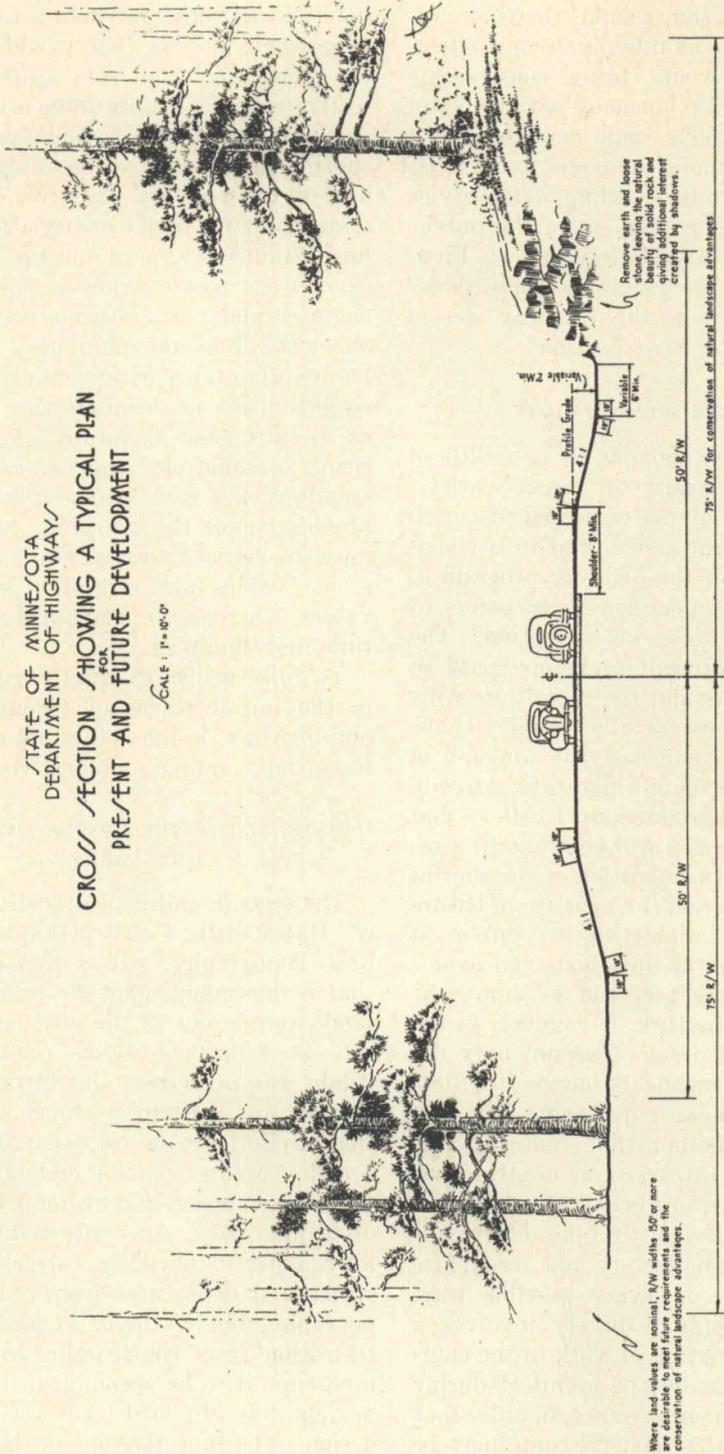 STATE OF MINNESOTA
DEPARTMENT OF HIGHWAYS
CROSS SECTION SHOWING A TYPICAL PLAN
FOR
PRESENT AND FUTURE DEVELOPMENT
SCALE : 1"=10'-0"
Where land values are nominal, R/W widths 150' or more
are desirable to meet future requirements and the
conservation of natural landscape advantages.
4:1
Shoulder - 8' Min.
4:1
Profile Grade
Variable 2' Min.
Variable
6' Min.
Remove earth and loose
stone, leaving the natural
beauty of solid rock and
giving additional interest
created by shadows.
50' R/W
50' R/W
75' R/W
75' R/W for conservation of natural landscape advantages